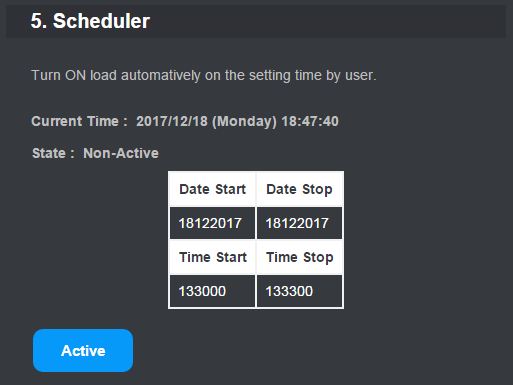 5. Scheduler
Turn ON load automatively on the setting time by user.
Current Time : 2017/12/18 (Monday) 18:47:40
State : Non-Active
Date Start Date Stop
18122017 18122017
Time Start Time Stop
133000 133300
Active